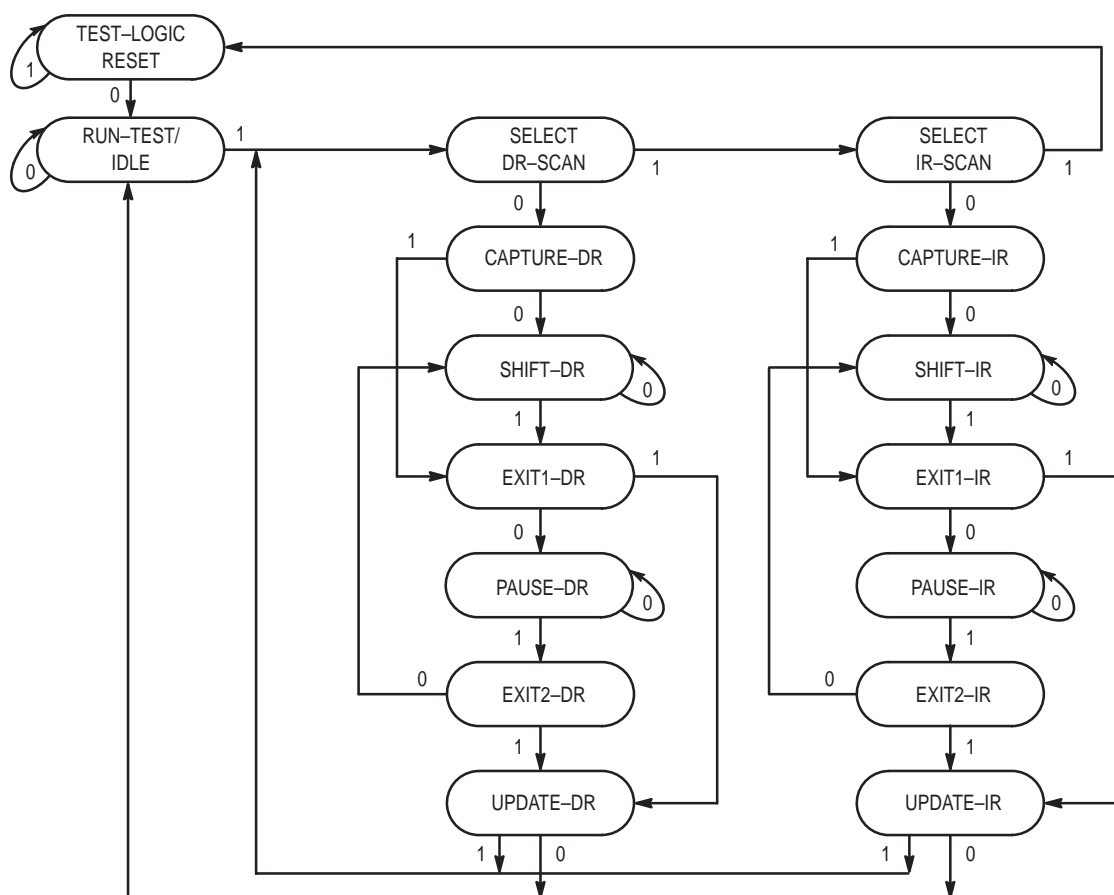 TEST–LOGIC
RESET
1
0
RUN–TEST/
IDLE
0
1
SELECT
DR–SCAN
1
SELECT
IR–SCAN
1
0
0
1
CAPTURE–DR
1
CAPTURE–IR
0
0
SHIFT–DR
0
SHIFT–IR
0
1
1
EXIT1–DR
1
EXIT1–IR
1
0
0
PAUSE–DR
0
PAUSE–IR
0
1
1
0
EXIT2–DR
0
EXIT2–IR
1
1
UPDATE–DR
UPDATE–IR
1
0
1
0